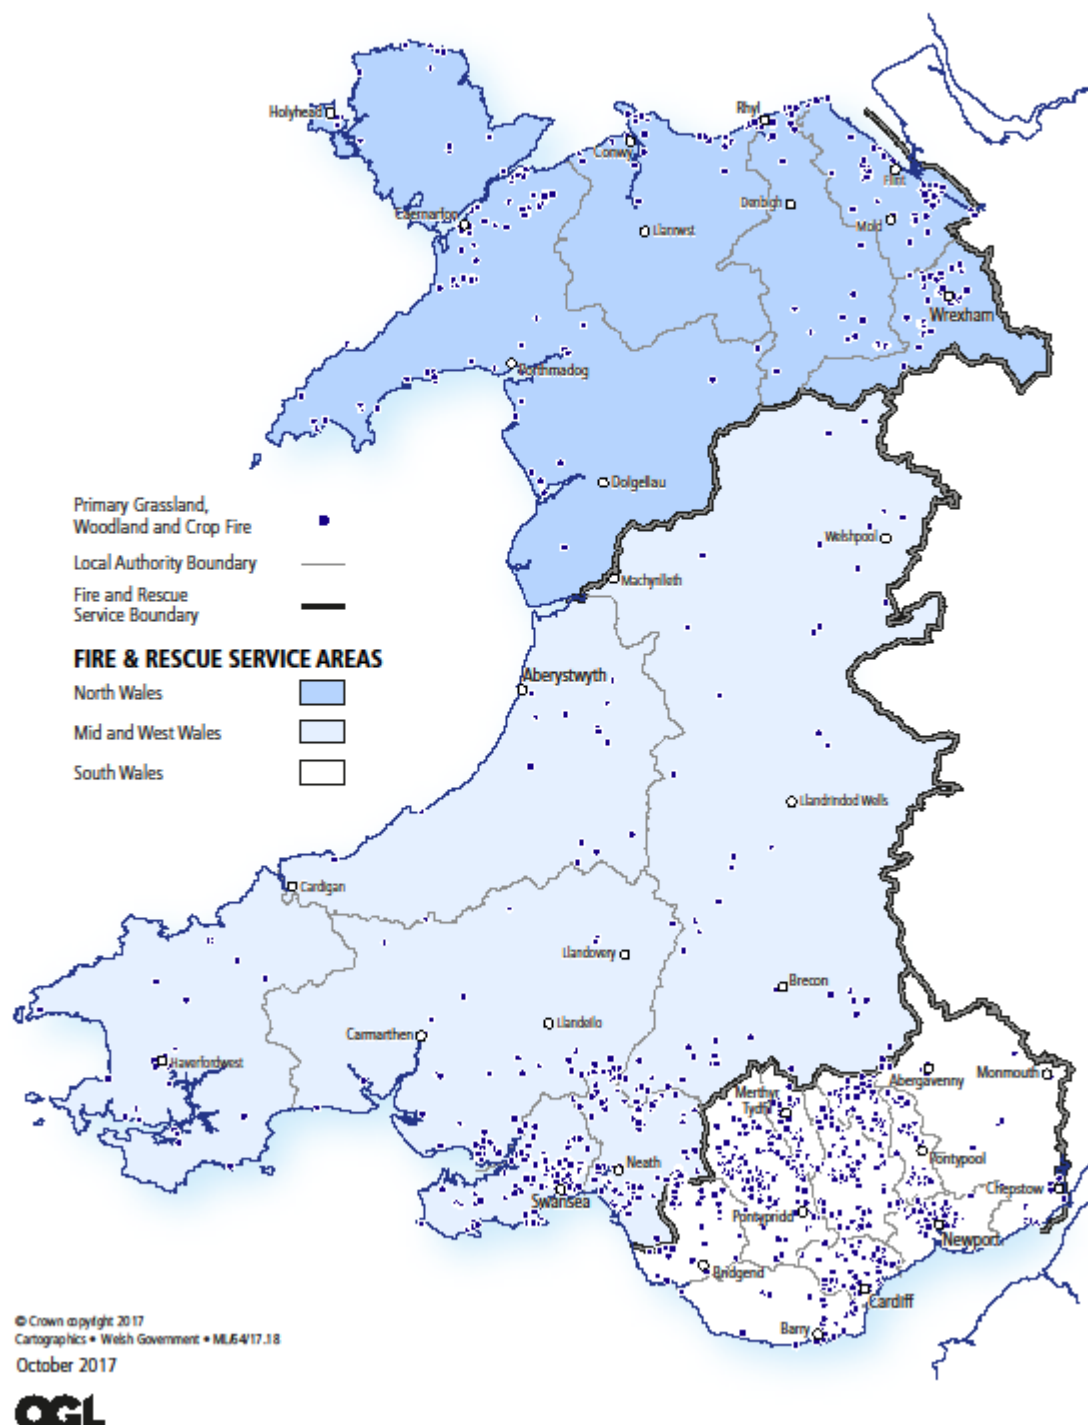 Holyhead
Rhyl
Conwy
Flint
Caernarfon
Denbigh
Mold
Llanrwst
Wrexham
Porthmadog
Dolgellau
Primary Grassland,
Woodland and Crop Fire
Local Authority Boundary
Fire and Rescue
Service Boundary
FIRE & RESCUE SERVICE AREAS
North Wales
Mid and West Wales
South Wales
Welshpool
Machynlleth
Aberystwyth
Llandrindod Wells
Cardigan
Llandovery
Brecon
Llandeilo
Carmarthen
Haverfordwest
Abergavenny
Monmouth
Merthyr
Tydfil
Pontypool
Neath
Chepstow
Swansea
Pontypridd
Newport
Bridgend
Cardiff
Barry
© Crown copyright 2017
Cartographics • Welsh Government • ML/64/17.18
October 2017
OGL